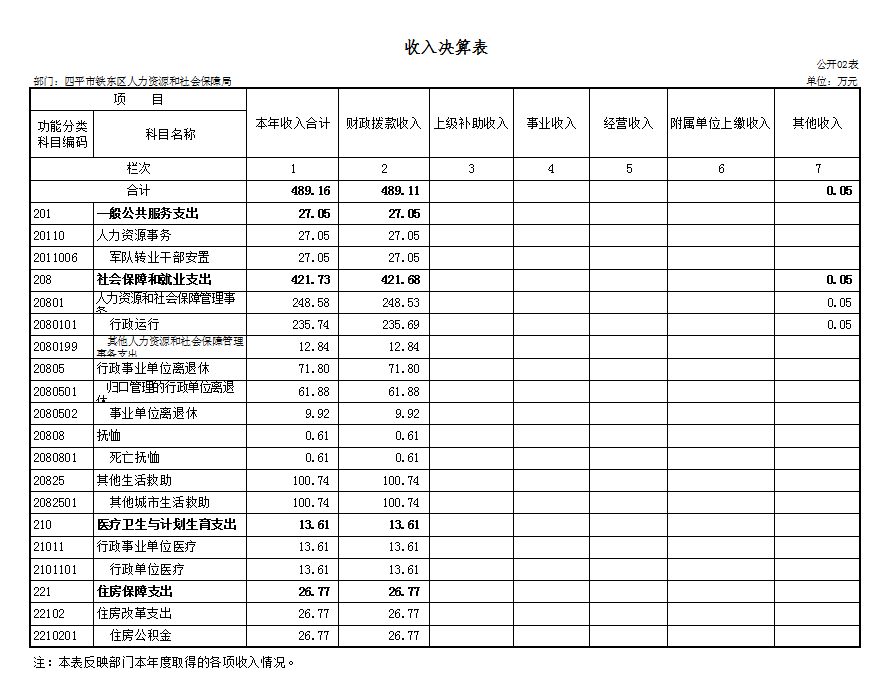 收入决算表
公开02表
部门：四平市铁东区人力资源和社会保障局 单位：万元
项 目 本年收入合计 财政拨款收入 上级补助收入 事业收入 经营收入 附属单位上缴收入 其他收入
功能分类科目编码 科目名称
栏次 1 2 3 4 5 6 7
合计 489.16 489.11 0.05
201 一般公共服务支出 27.05 27.05
20110 人力资源事务 27.05 27.05
2011006 军队转业干部安置 27.05 27.05
208 社会保障和就业支出 421.73 421.68 0.05
20801 人力资源和社会保障管理事务 248.58 248.53 0.05
2080101 行政运行 235.74 235.69 0.05
2080199 其他人力资源和社会保障管理事务支出 12.84 12.84
20805 行政事业单位离退休 71.80 71.80
2080501 归口管理的行政单位离退休 61.88 61.88
2080502 事业单位离退休 9.92 9.92
20808 抚恤 0.61 0.61
2080801 死亡抚恤 0.61 0.61
20825 其他生活救助 100.74 100.74
2082501 其他城市生活救助 100.74 100.74
210 医疗卫生与计划生育支出 13.61 13.61
21011 行政事业单位医疗 13.61 13.61
2101101 行政单位医疗 13.61 13.61
221 住房保障支出 26.77 26.77
22102 住房改革支出 26.77 26.77
2210201 住房公积金 26.77 26.77
注：本表反映部门本年度取得的各项收入情况。